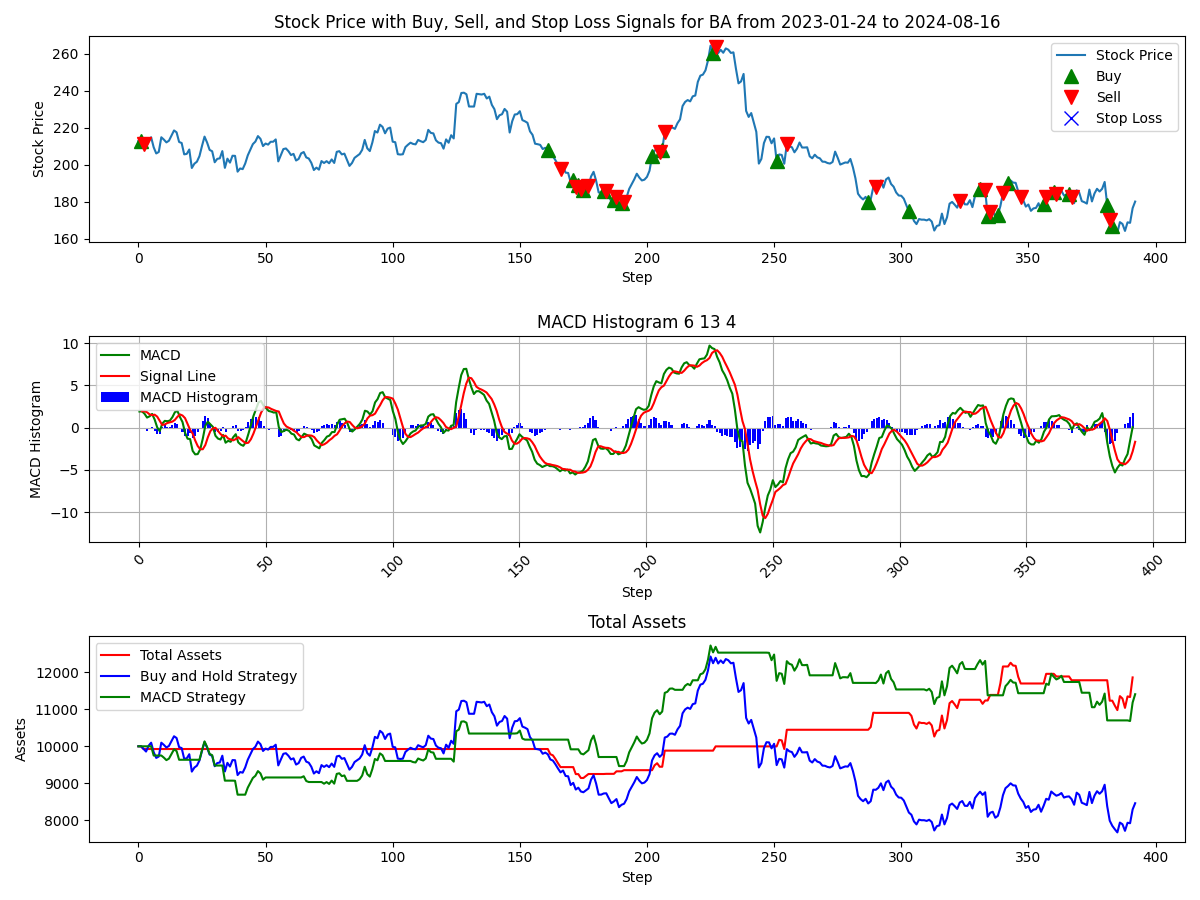 Stock Price with Buy, Sell, and Stop Loss Signals for BA from 2023-01-24 to 2024-08-16
Stock Price
260
240
220
200
180
160
Stock Price
Buy
Sell
Stop Loss
0 50 100 150 200 250 300 350 400
Step
MACD Histogram 6 13 4
MACD Histogram
10
5
0
−5
−10
MACD
Signal Line
MACD Histogram
0 50 100 150 200 250 300 350 400
Step
Total Assets
Assets
12000
11000
10000
9000
8000
Total Assets
Buy and Hold Strategy
MACD Strategy
0 50 100 150 200 250 300 350 400
Step